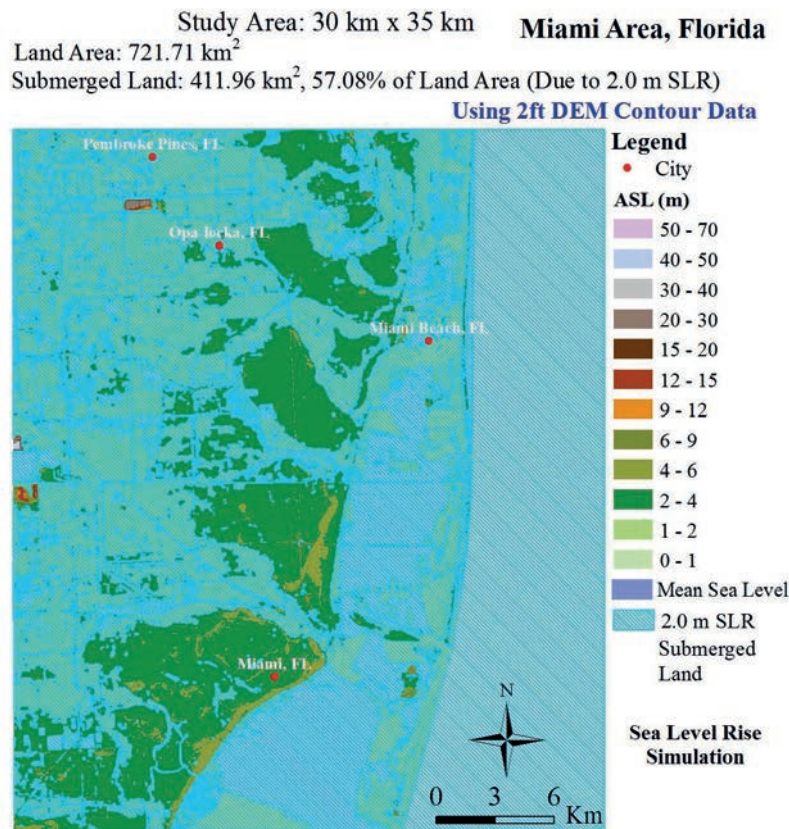 Study Area: 30 km x 35 km
Miami Area, Florida
Land Area: 721.71 km²
Submerged Land: 411.96 km², 57.08% of Land Area (Due to 2.0 m SLR)
Using 2ft DEM Contour Data
Pembroke Pines, FL
Opa-locka, FL
Miami Beach, FL
Miami, FL
N
0 3 6 Km
Legend
City
ASL (m)
50 - 70
40 - 50
30 - 40
20 - 30
15 - 20
12 - 15
9 - 12
6 - 9
4 - 6
2 - 4
1 - 2
0 - 1
Mean Sea Level
2.0 m SLR
Submerged
Land
Sea Level Rise
Simulation